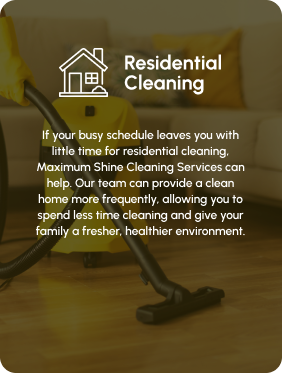 Residential
Cleaning
If your busy schedule leaves you with
little time for residential cleaning,
Maximum Shine Cleaning Services can
help. Our team can provide a clean
home more frequently, allowing you to
spend less time cleaning and give your
family a fresher, healthier environment.